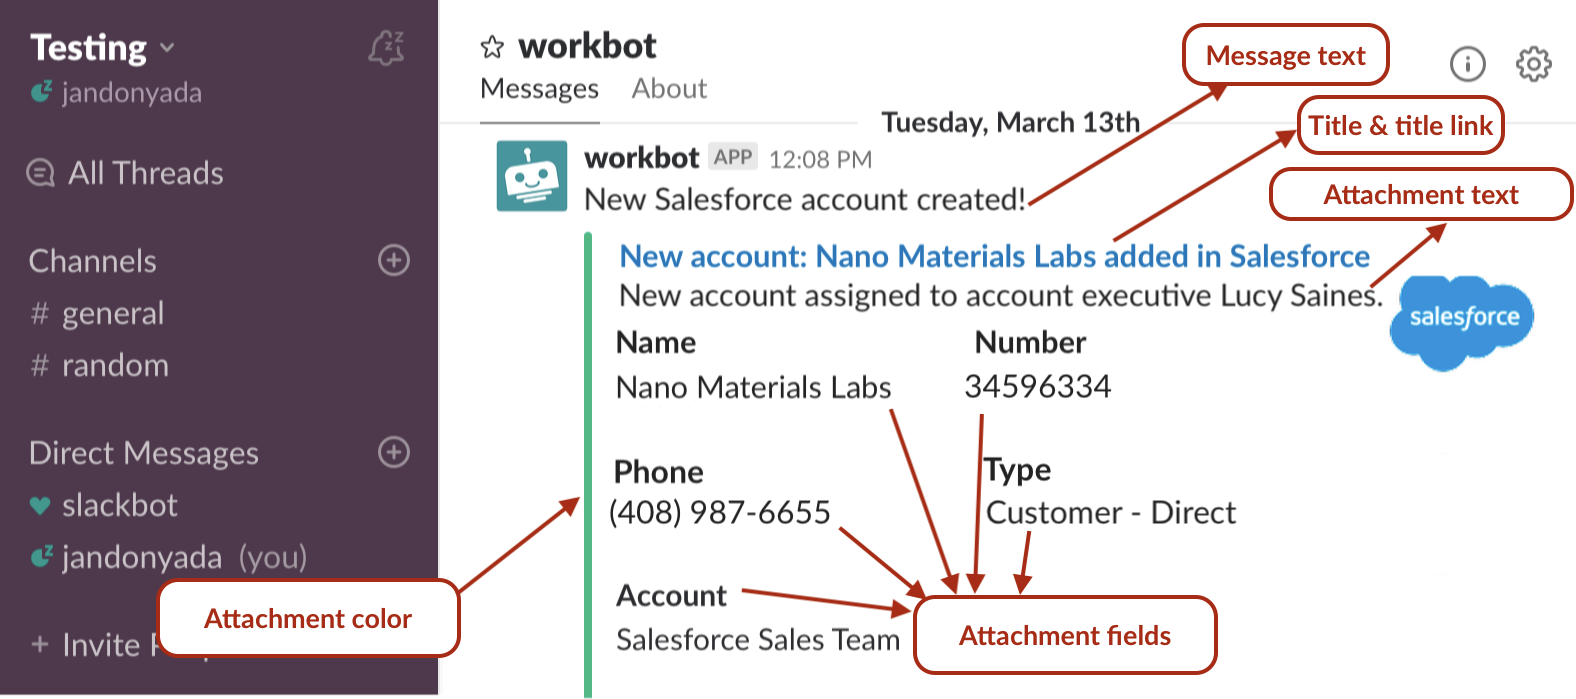 Testing
jandonyada
All Threads
Channels
# general
# random
Direct Messages
slackbot
jandonyada (you)
+ Invite
workbot
Messages About
Tuesday, March 13th
workbot APP 12:08 PM
New Salesforce account created!
New account: Nano Materials Labs added in Salesforce
New account assigned to account executive Lucy Saines.
salesforce
Name Number
Nano Materials Labs 34596334
Phone Type
(408) 987-6655 Customer - Direct
Account
Salesforce Sales Team
Message text
Title & title link
Attachment text
Attachment color
Attachment fields